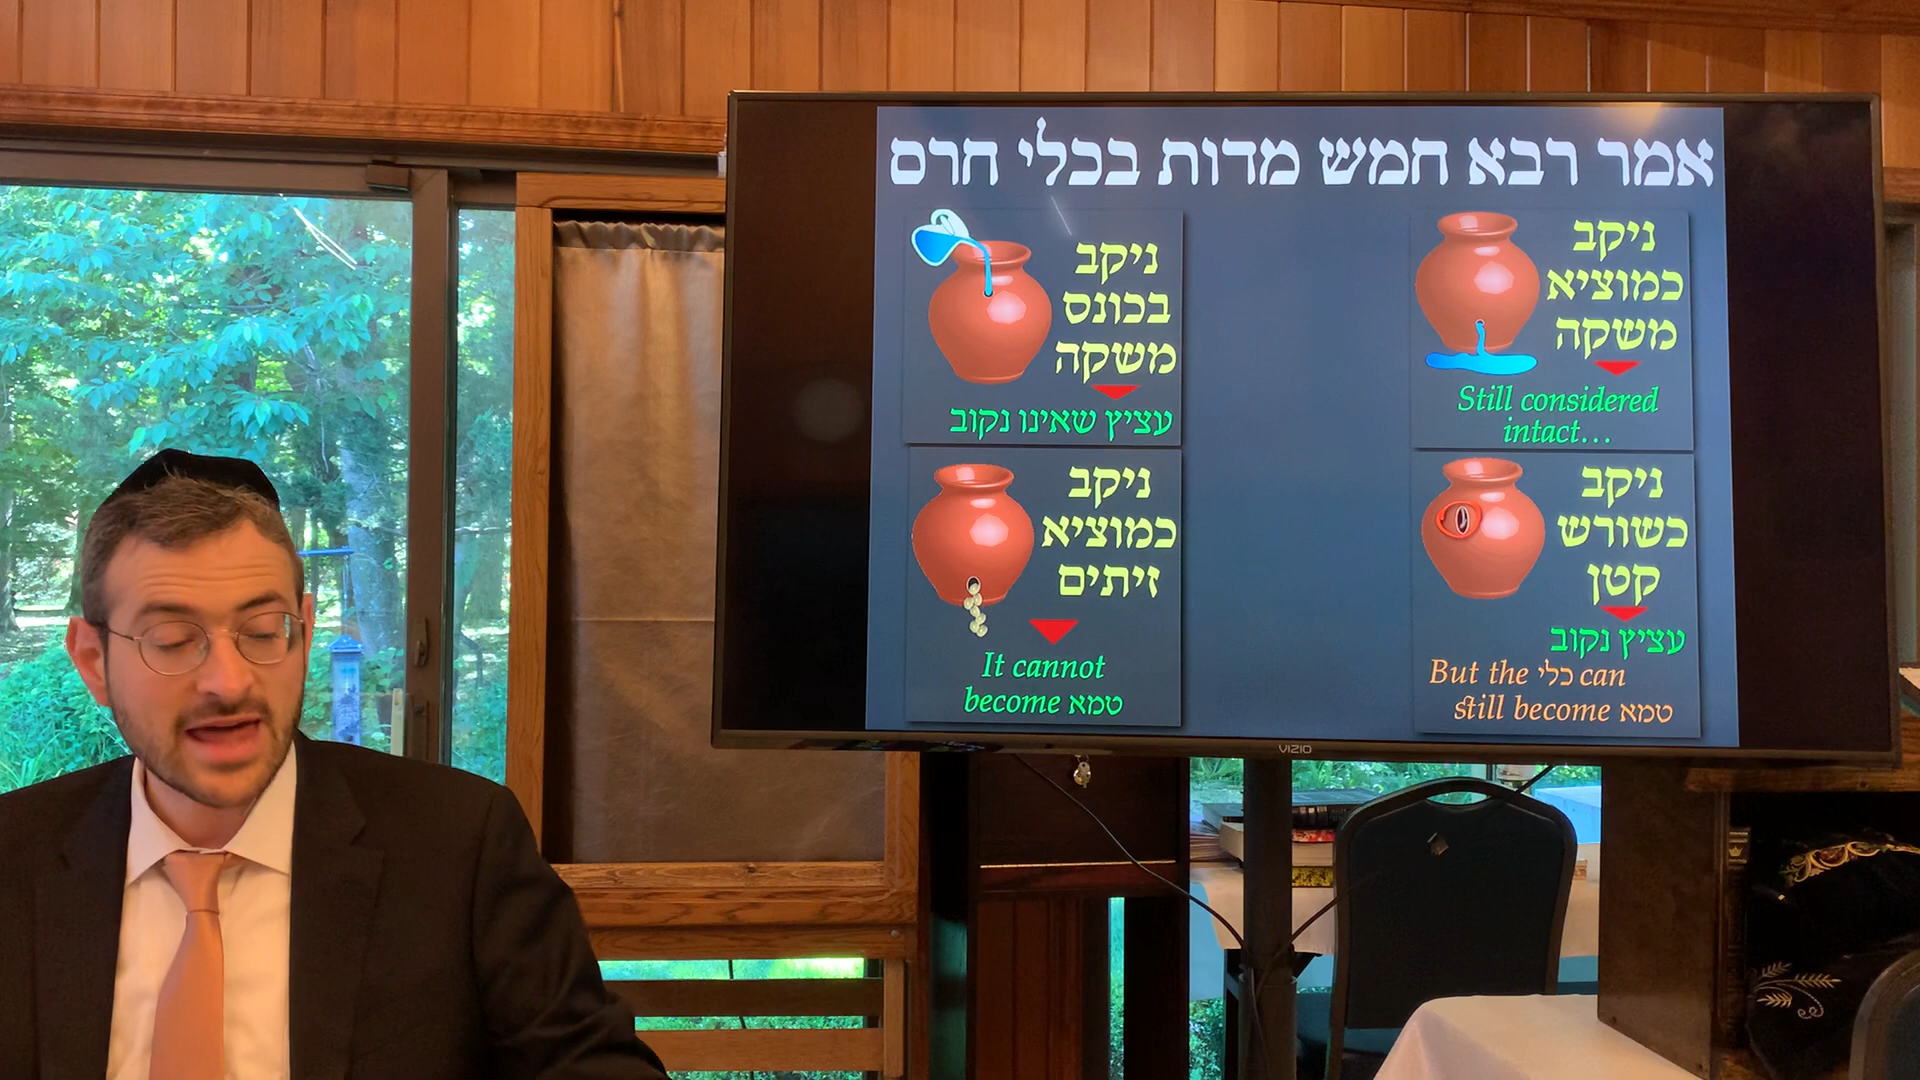 אמר רבא חמש מדות בכלי חרס
ניקב
כמוציא
משקה
Still considered
intact...
ניקב
בכונס
משקה
עציץ שאינו נקוב
ניקב
כשורש
קטן
עציץ נקוב
But the כלי can
still become טמא
ניקב
כמוציא
זיתים
It cannot
become טמא
VIZIO